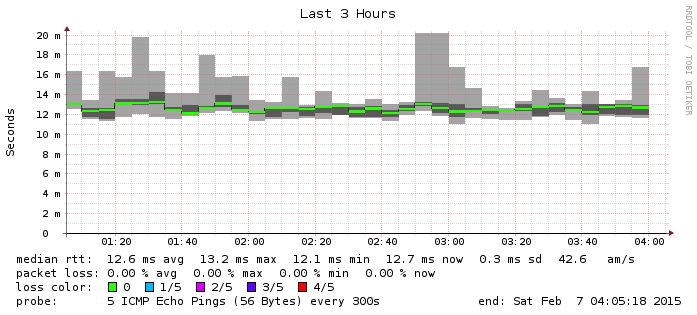 Last 3 Hours
RRDTOOL / TOBI OETIKER
Seconds
20 m
18 m
16 m
14 m
12 m
10 m
8 m
6 m
4 m
2 m
0
01:20 01:40 02:00 02:20 02:40 03:00 03:20 03:40 04:00
median rtt: 12.6 ms avg 13.2 ms max 12.1 ms min 12.7 ms now 0.3 ms sd 42.6 am/s
packet loss: 0.00 % avg 0.00 % max 0.00 % min 0.00 % now
loss color: 0 1/5 2/5 3/5 4/5
probe: 5 ICMP Echo Pings (56 Bytes) every 300s end: Sat Feb 7 04:05:18 2015